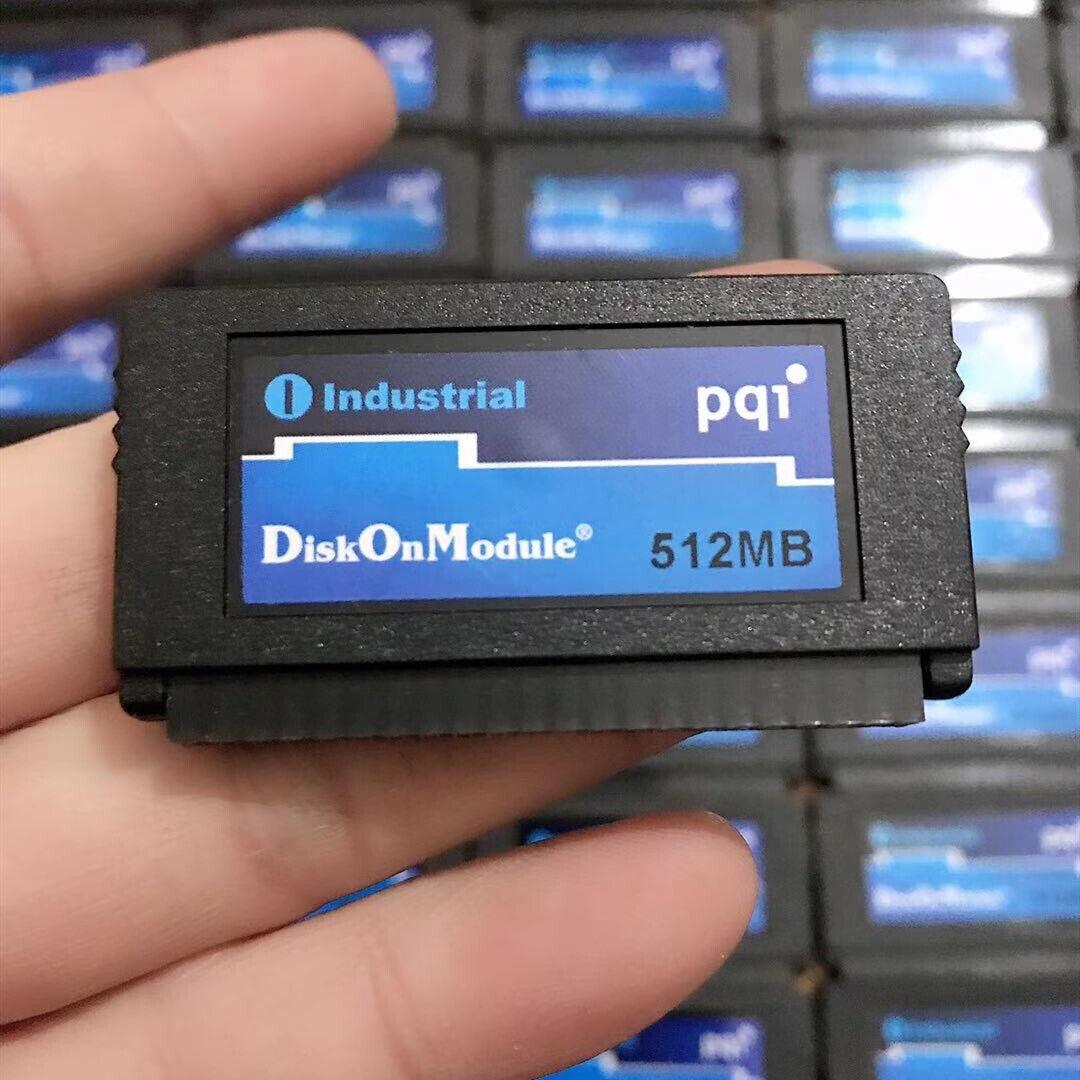 Industrial
pqi
DiskOnModule®
512MB